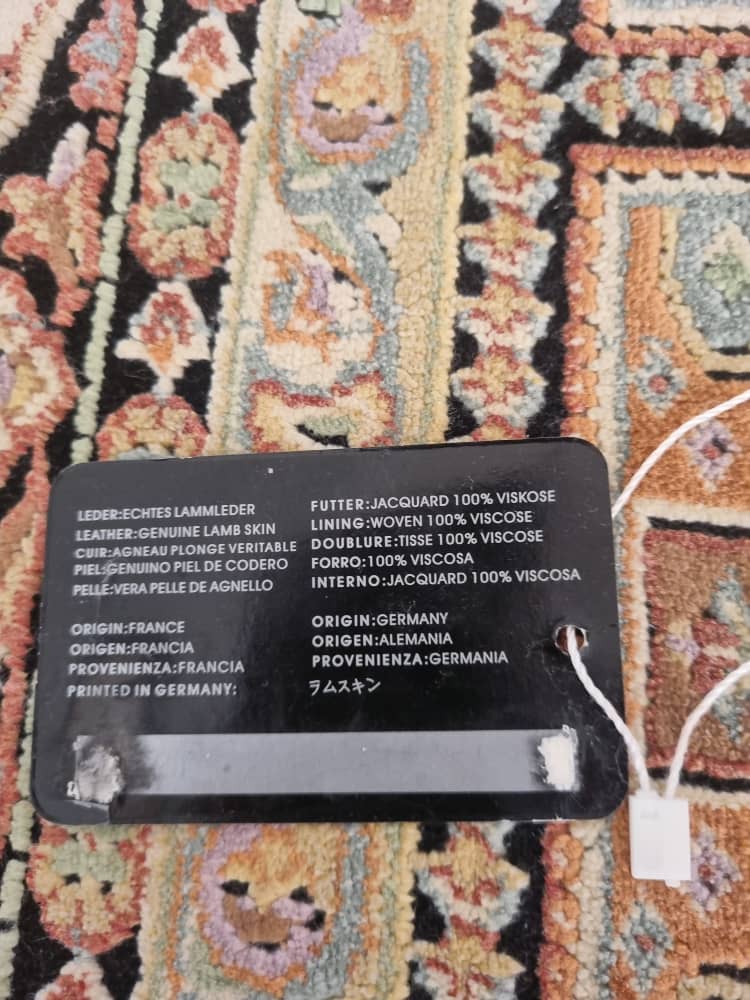 LEDER:ECHTES LAMMLEDER
LEATHER:GENUINE LAMB SKIN
CUIR:AGNEAU PLONGE VERITABLE
PIEL:GENUINO PIEL DE CODERO
PELLE:VERA PELLE DE AGNELLO
ORIGIN:FRANCE
ORIGEN:FRANCIA
PROVENIENZA:FRANCIA
PRINTED IN GERMANY:
FUTTER:JACQUARD 100% VISKOSE
LINING:WOVEN 100% VISCOSE
DOUBLURE:TISSE 100% VISCOSE
FORRO:100% VISCOSA
INTERNO:JACQUARD 100% VISCOSA
ORIGIN:GERMANY
ORIGEN:ALEMANIA
PROVENIENZA:GERMANIA
ラムスキン